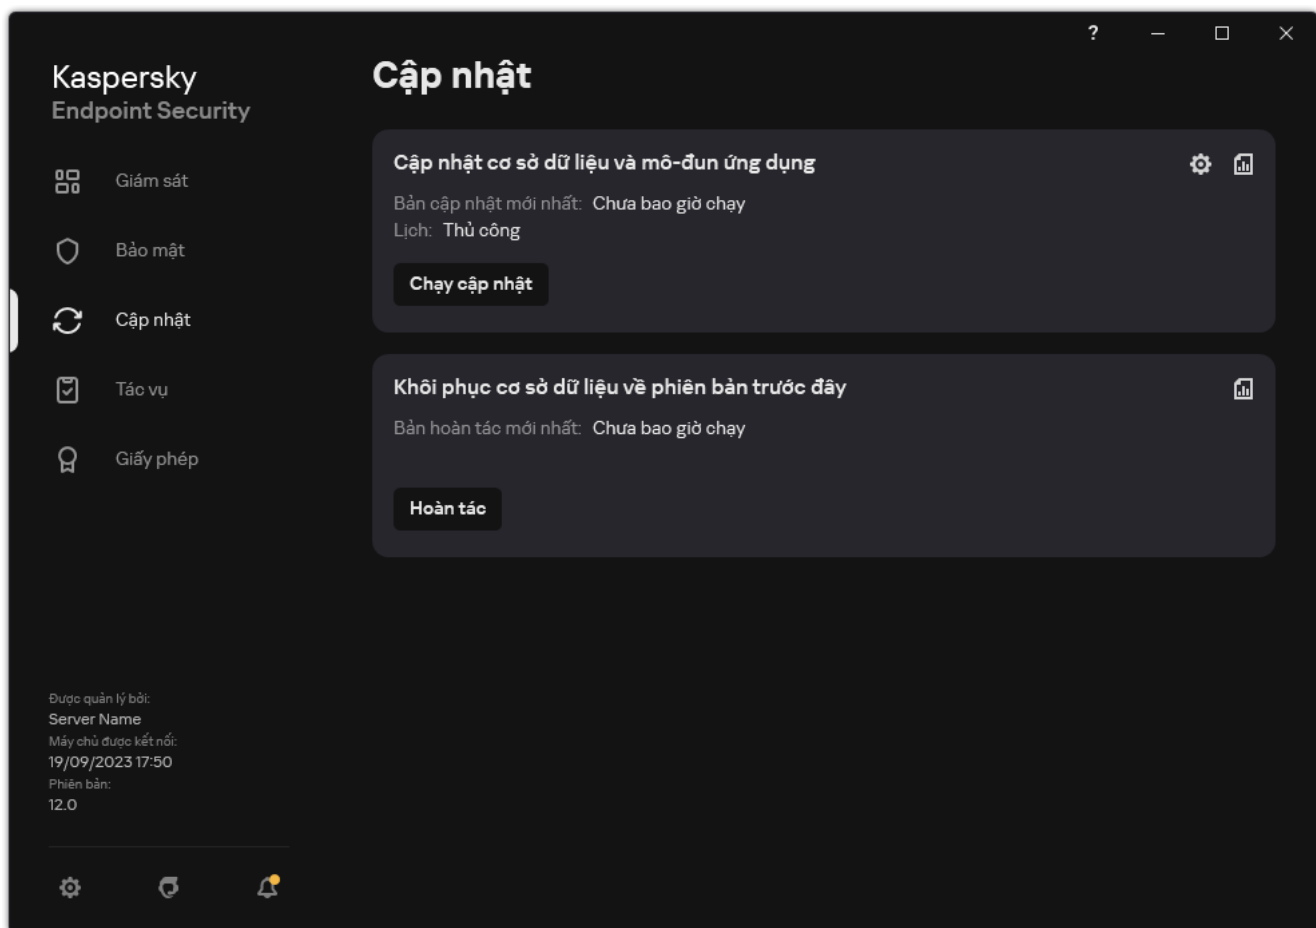 ?
Kaspersky
Endpoint Security
Giám sát
Bảo mật
Cập nhật
Tác vụ
Giấy phép
Được quản lý bởi:
Server Name
Máy chủ được kết nối:
19/09/2023 17:50
Phiên bản:
12.0
Cập nhật
Cập nhật cơ sở dữ liệu và mô-đun ứng dụng
Bản cập nhật mới nhất: Chưa bao giờ chạy
Lịch: Thủ công
Chạy cập nhật
Khôi phục cơ sở dữ liệu về phiên bản trước đây
Bản hoàn tác mới nhất: Chưa bao giờ chạy
Hoàn tác